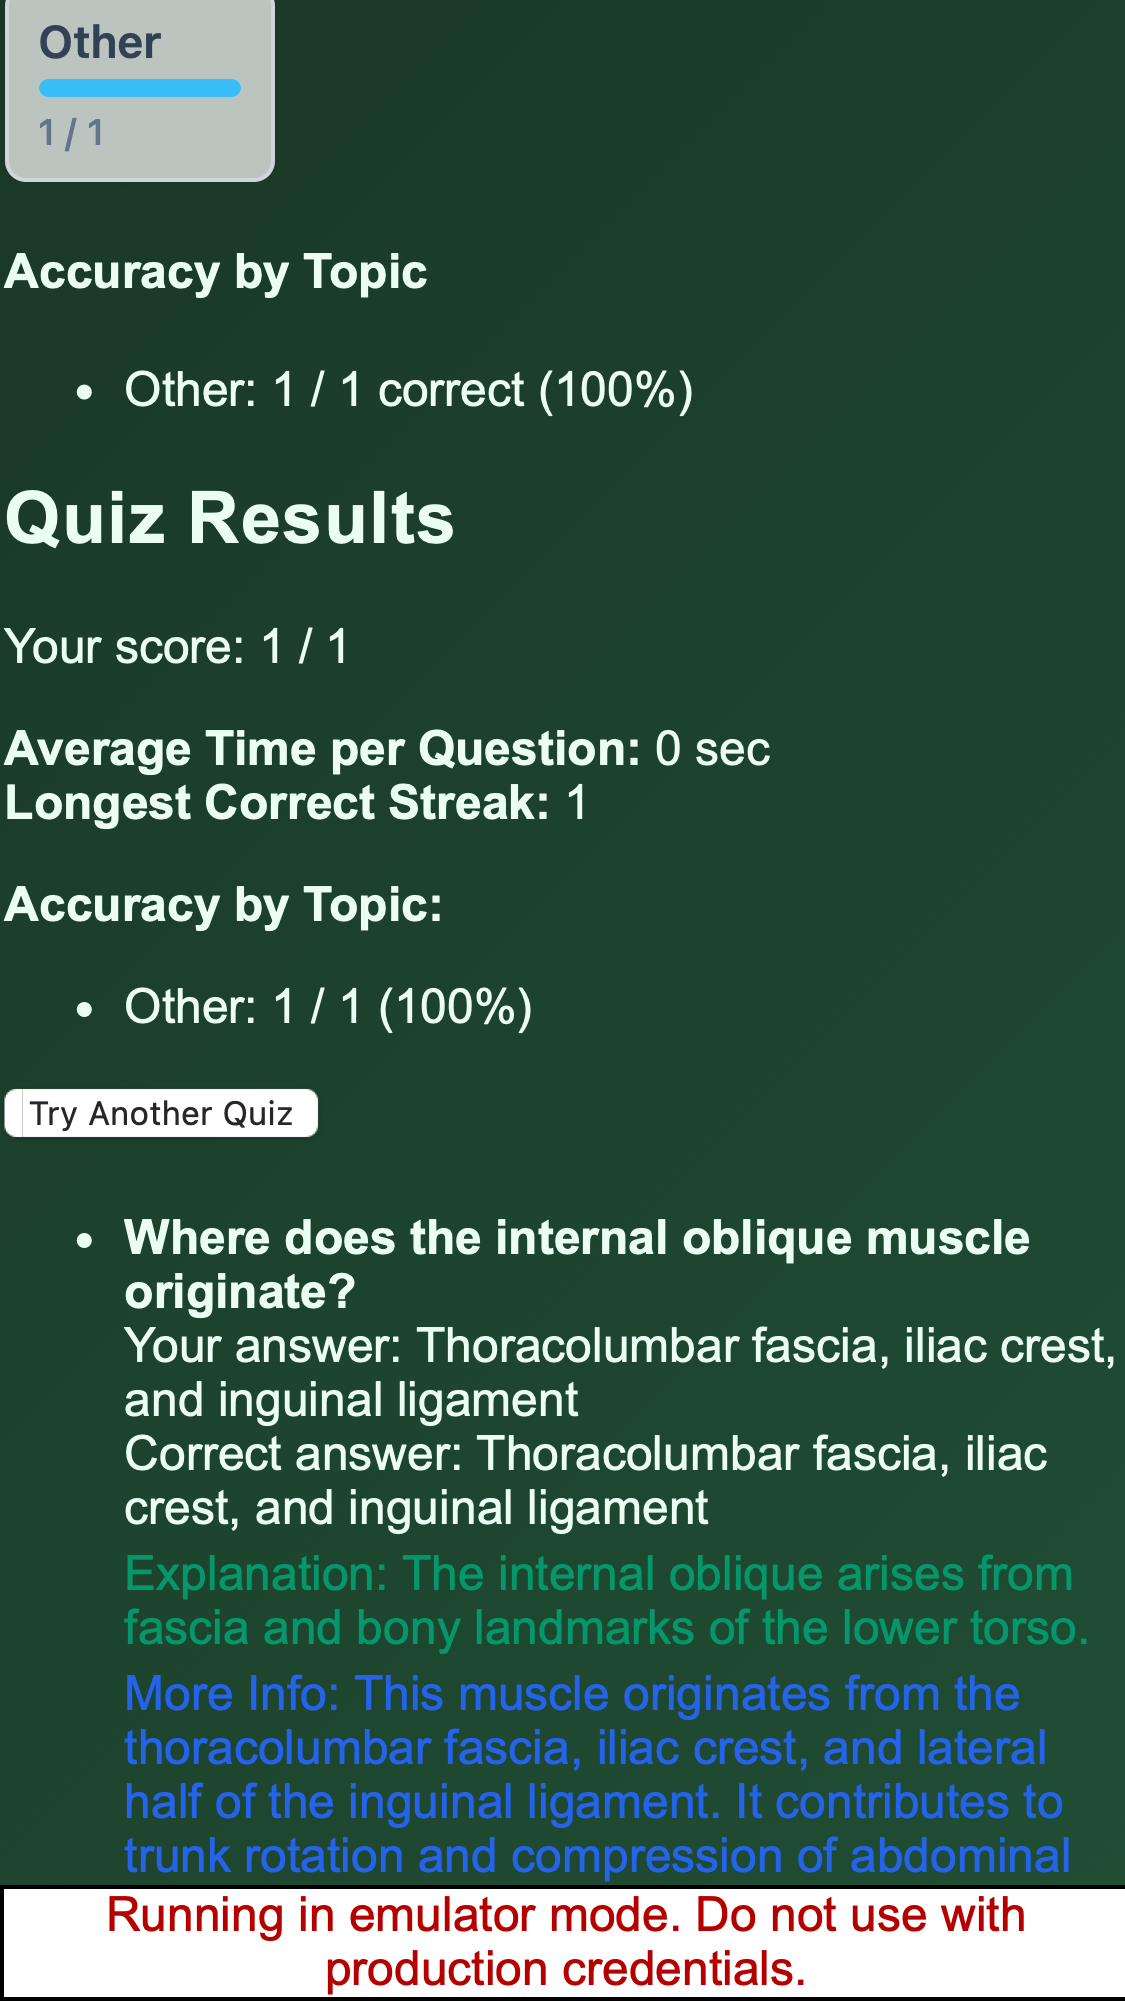 Other
1 / 1
Accuracy by Topic
• Other: 1 / 1 correct (100%)
Quiz Results
Your score: 1 / 1
Average Time per Question: 0 sec
Longest Correct Streak: 1
Accuracy by Topic:
• Other: 1 / 1 (100%)
Try Another Quiz
• Where does the internal oblique muscle
originate?
Your answer: Thoracolumbar fascia, iliac crest,
and inguinal ligament
Correct answer: Thoracolumbar fascia, iliac
crest, and inguinal ligament
Explanation: The internal oblique arises from
fascia and bony landmarks of the lower torso.
More Info: This muscle originates from the
thoracolumbar fascia, iliac crest, and lateral
half of the inguinal ligament. It contributes to
trunk rotation and compression of abdominal
Running in emulator mode. Do not use with
production credentials.